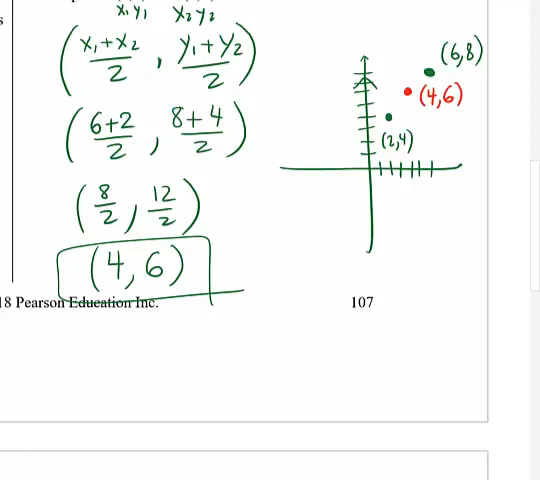 x₁ y₁ x₂ y₂
(x₁+x₂/2, y₁+y₂/2)
(6+2/2, 8+4/2)
(8/2, 12/2)
(4, 6)
(6,8)
(4,6)
(2,4)
18 Pearson Education Inc. 107